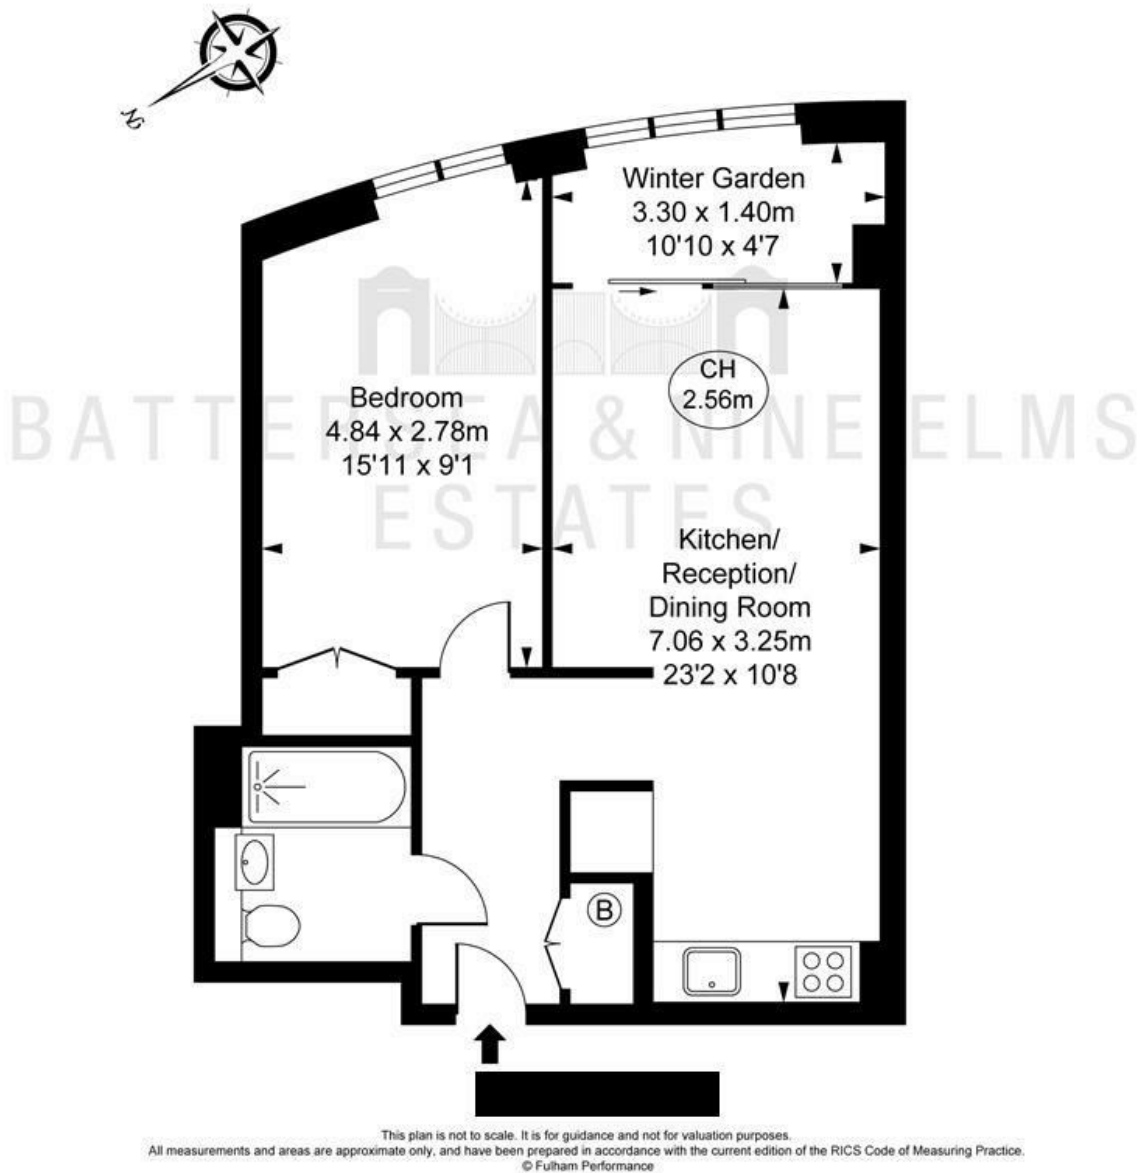 N
Winter Garden
3.30 x 1.40m
10'10 x 4'7
CH
2.56m
Bedroom
4.84 x 2.78m
15'11 x 9'1
BATTERSEA & NINE ELMS
ESTATES
Kitchen/
Reception/
Dining Room
7.06 x 3.25m
23'2 x 10'8
B
This plan is not to scale. It is for guidance and not for valuation purposes.
All measurements and areas are approximate only, and have been prepared in accordance with the current edition of the RICS Code of Measuring Practice.
© Fulham Performance